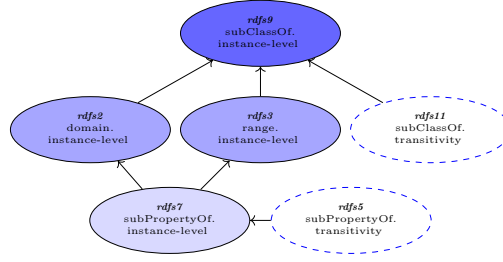 rdfs9
subClassOf.
instance-level
rdfs2
domain.
instance-level
rdfs3
range.
instance-level
rdfs11
subClassOf.
transitivity
rdfs7
subPropertyOf.
instance-level
rdfs5
subPropertyOf.
transitivity